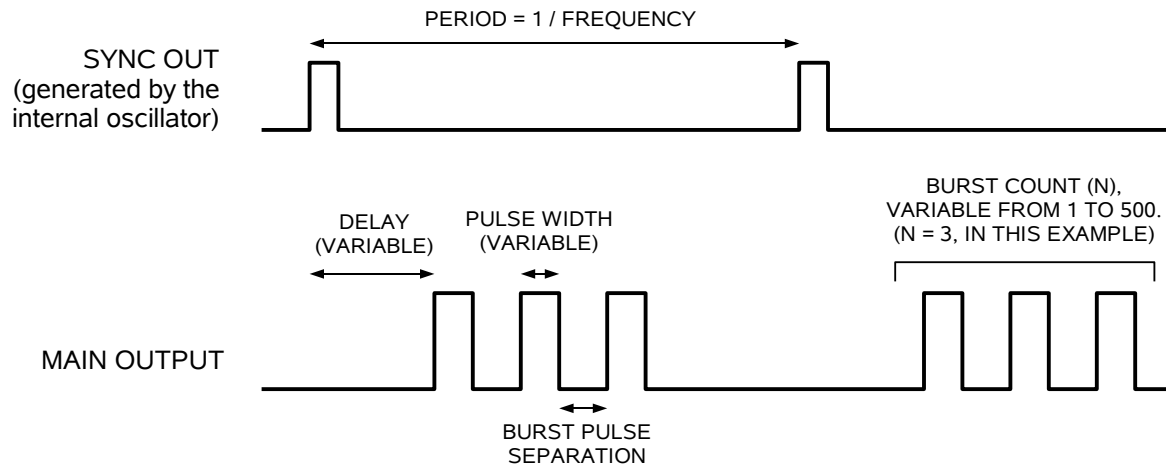 PERIOD = 1 / FREQUENCY
SYNC OUT
(generated by the
internal oscillator)
BURST COUNT (N),
VARIABLE FROM 1 TO 500.
(N = 3, IN THIS EXAMPLE)
DELAY
(VARIABLE)
PULSE WIDTH
(VARIABLE)
MAIN OUTPUT
BURST PULSE
SEPARATION